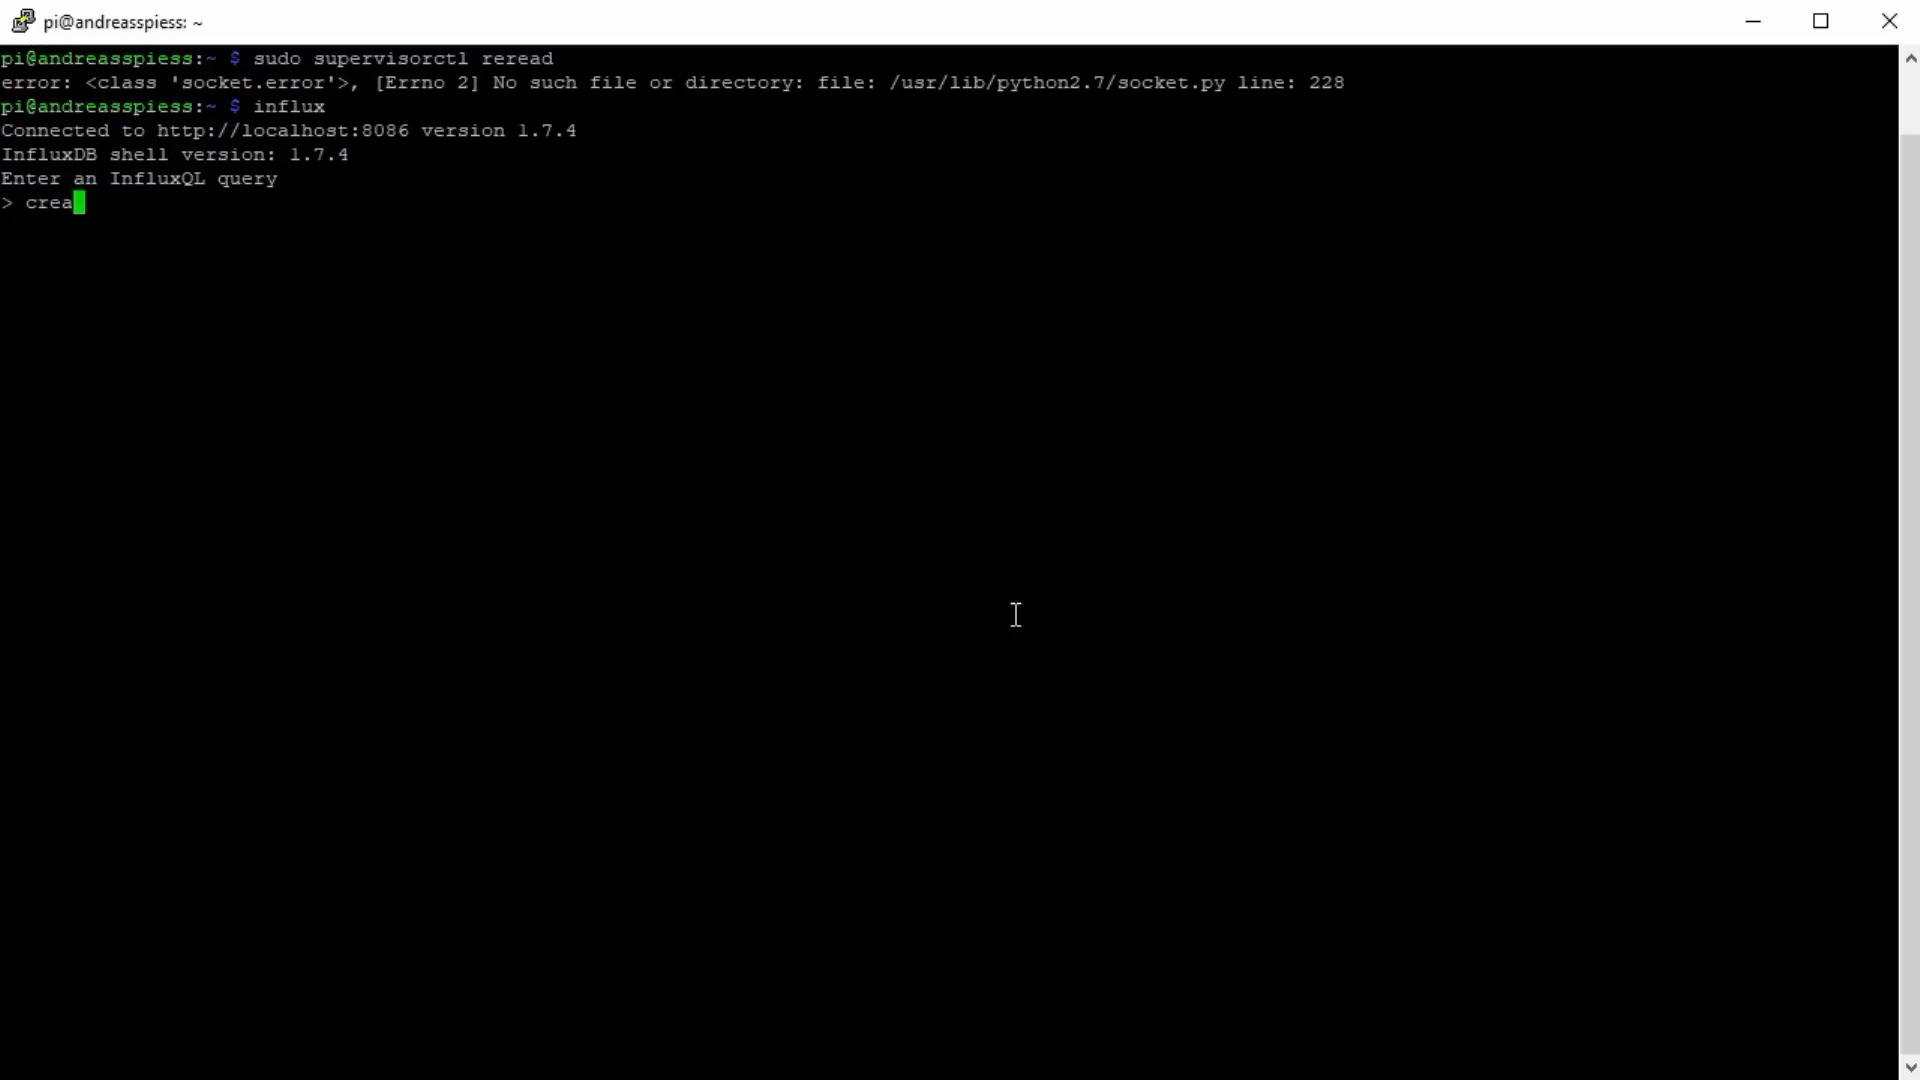 pi@andreasspiess: ~
pi@andreasspiess:~ $ sudo supervisorctl reread
error: <class 'socket.error'>, [Errno 2] No such file or directory: file: /usr/lib/python2.7/socket.py line: 228
pi@andreasspiess:~ $ influx
Connected to http://localhost:8086 version 1.7.4
InfluxDB shell version: 1.7.4
Enter an InfluxQL query
> crea